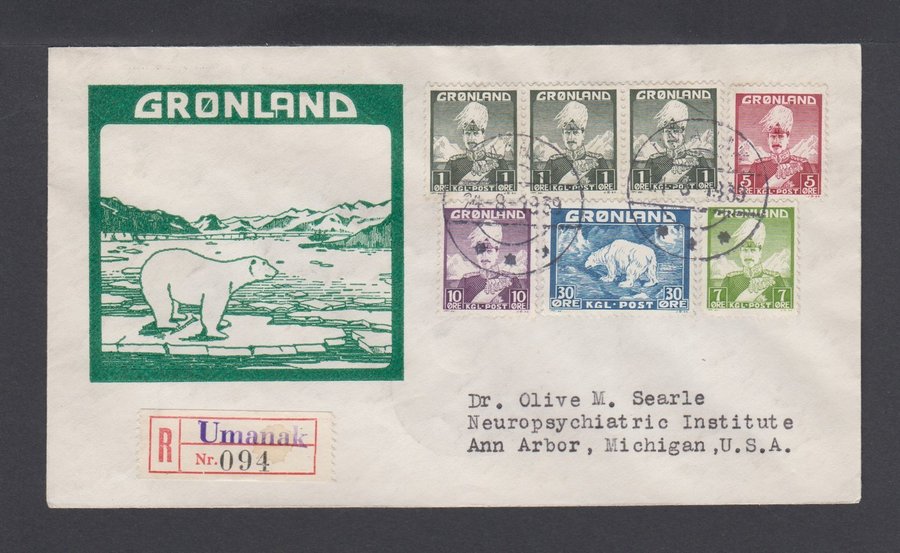 GRØNLAND
GRØNLAND GRØNLAND GRØNLAND GRØNLAND
1 1 1 1 1 1 5 5
ØRE KGL·POST ØRE ØRE KGL·POST ØRE ØRE KGL·POST ØRE ØRE KGL·POST ØRE
24-8-1939
GRØNLAND GRØNLAND GRØNLAND
10 10 30 30 7 7
ØRE KGL·POST ØRE ØRE KGL·POST ØRE ØRE KGL·POST ØRE
Dr. Olive M. Searle
Neuropsychiatric Institute
Ann Arbor, Michigan,U.S.A.
R Umanak
Nr. 094